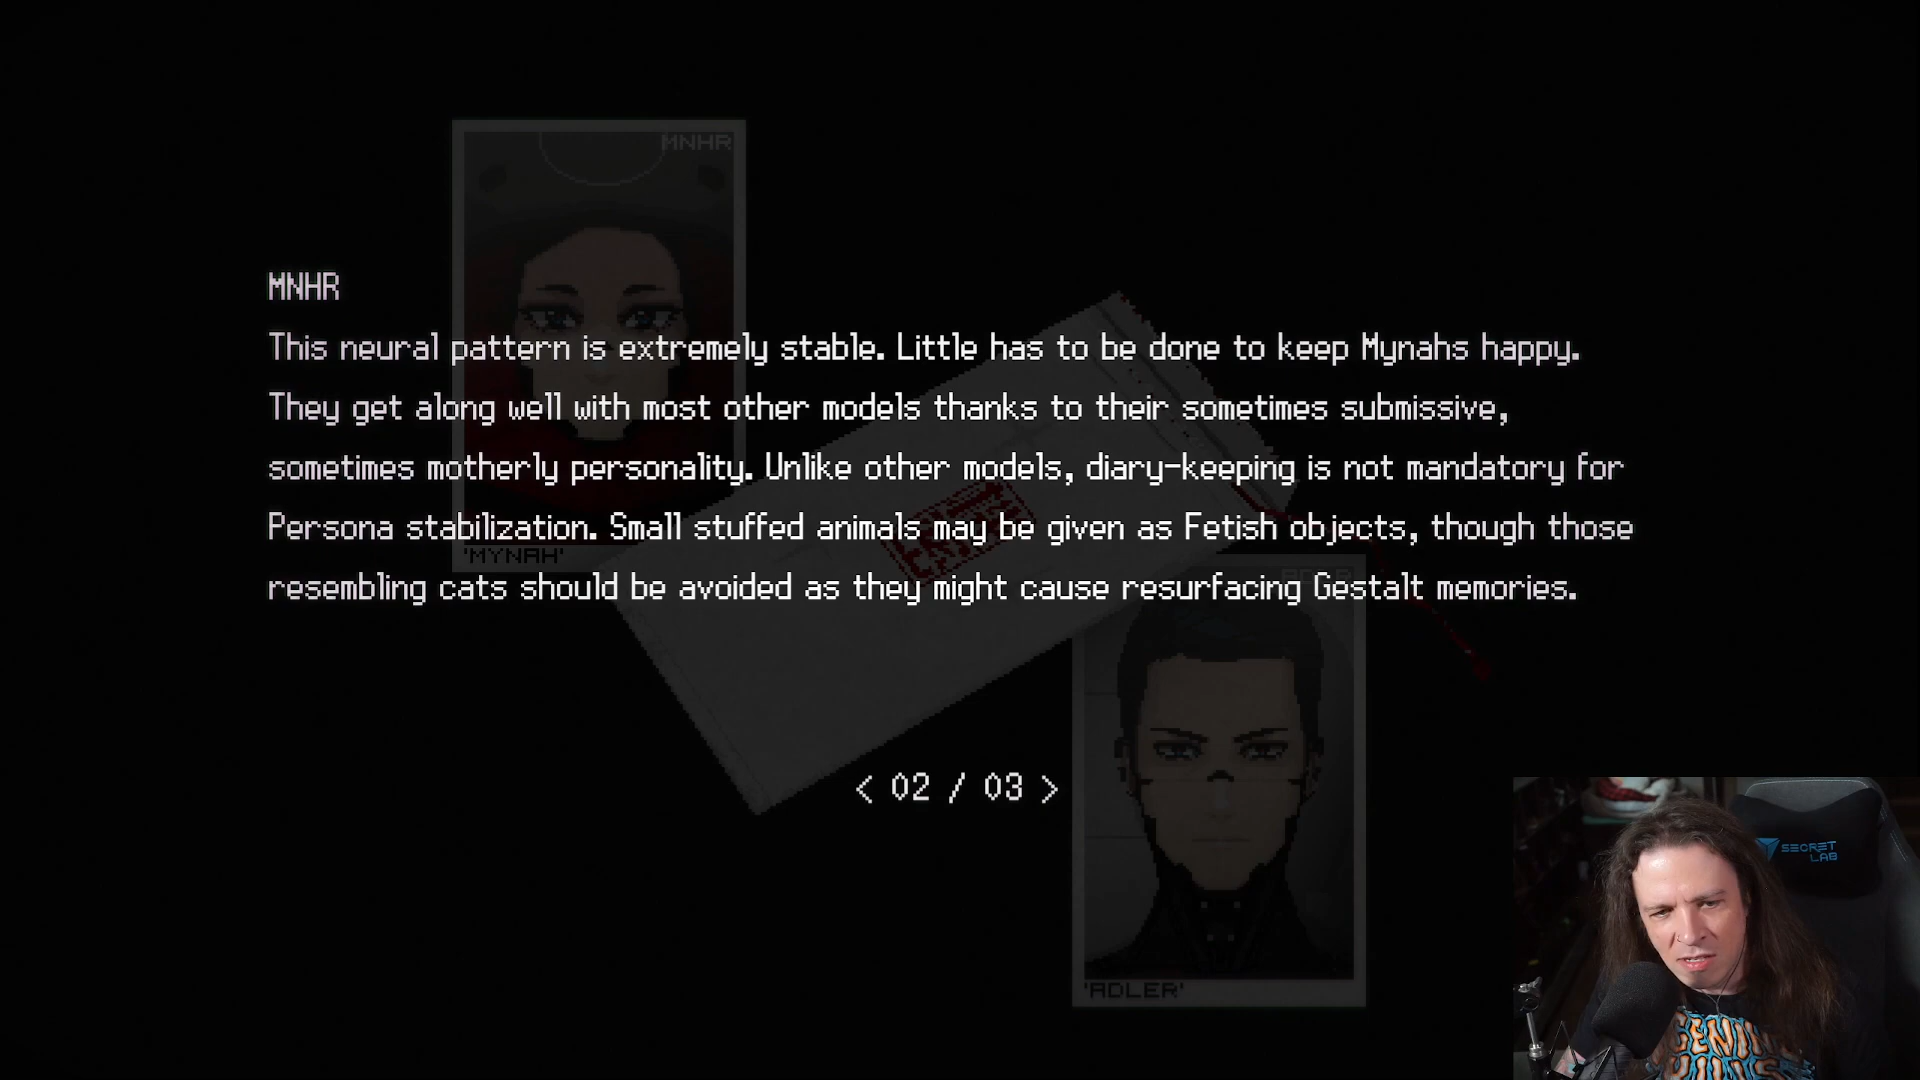 MNHR
MNHR
This neural pattern is extremely stable. Little has to be done to keep Mynahs happy.
They get along well with most other models thanks to their sometimes submissive,
sometimes motherly personality. Unlike other models, diary-keeping is not mandatory for
Persona stabilization. Small stuffed animals may be given as Fetish objects, though those
'MYNAH'
resembling cats should be avoided as they might cause resurfacing Gestalt memories.
< 02 / 03 >
SECRET
LAB
'ADLER'